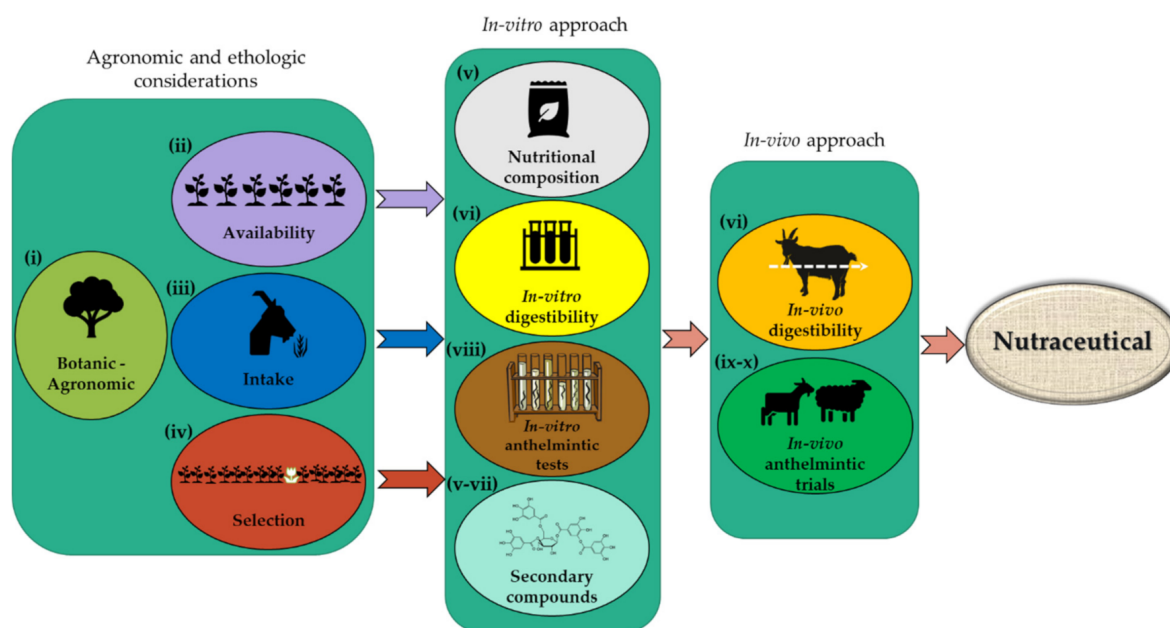 Agronomic and ethologic
considerations
(i)
Botanic -
Agronomic
(ii)
Availability
(iii)
Intake
(iv)
Selection
In-vitro approach
(v)
Nutritional
composition
(vi)
In-vitro
digestibility
(viii)
In-vitro
anthelmintic
tests
(v-vii)
Secondary
compounds
In-vivo approach
(vi)
In-vivo
digestibility
(ix-x)
In-vivo
anthelmintic
trials
Nutraceutical